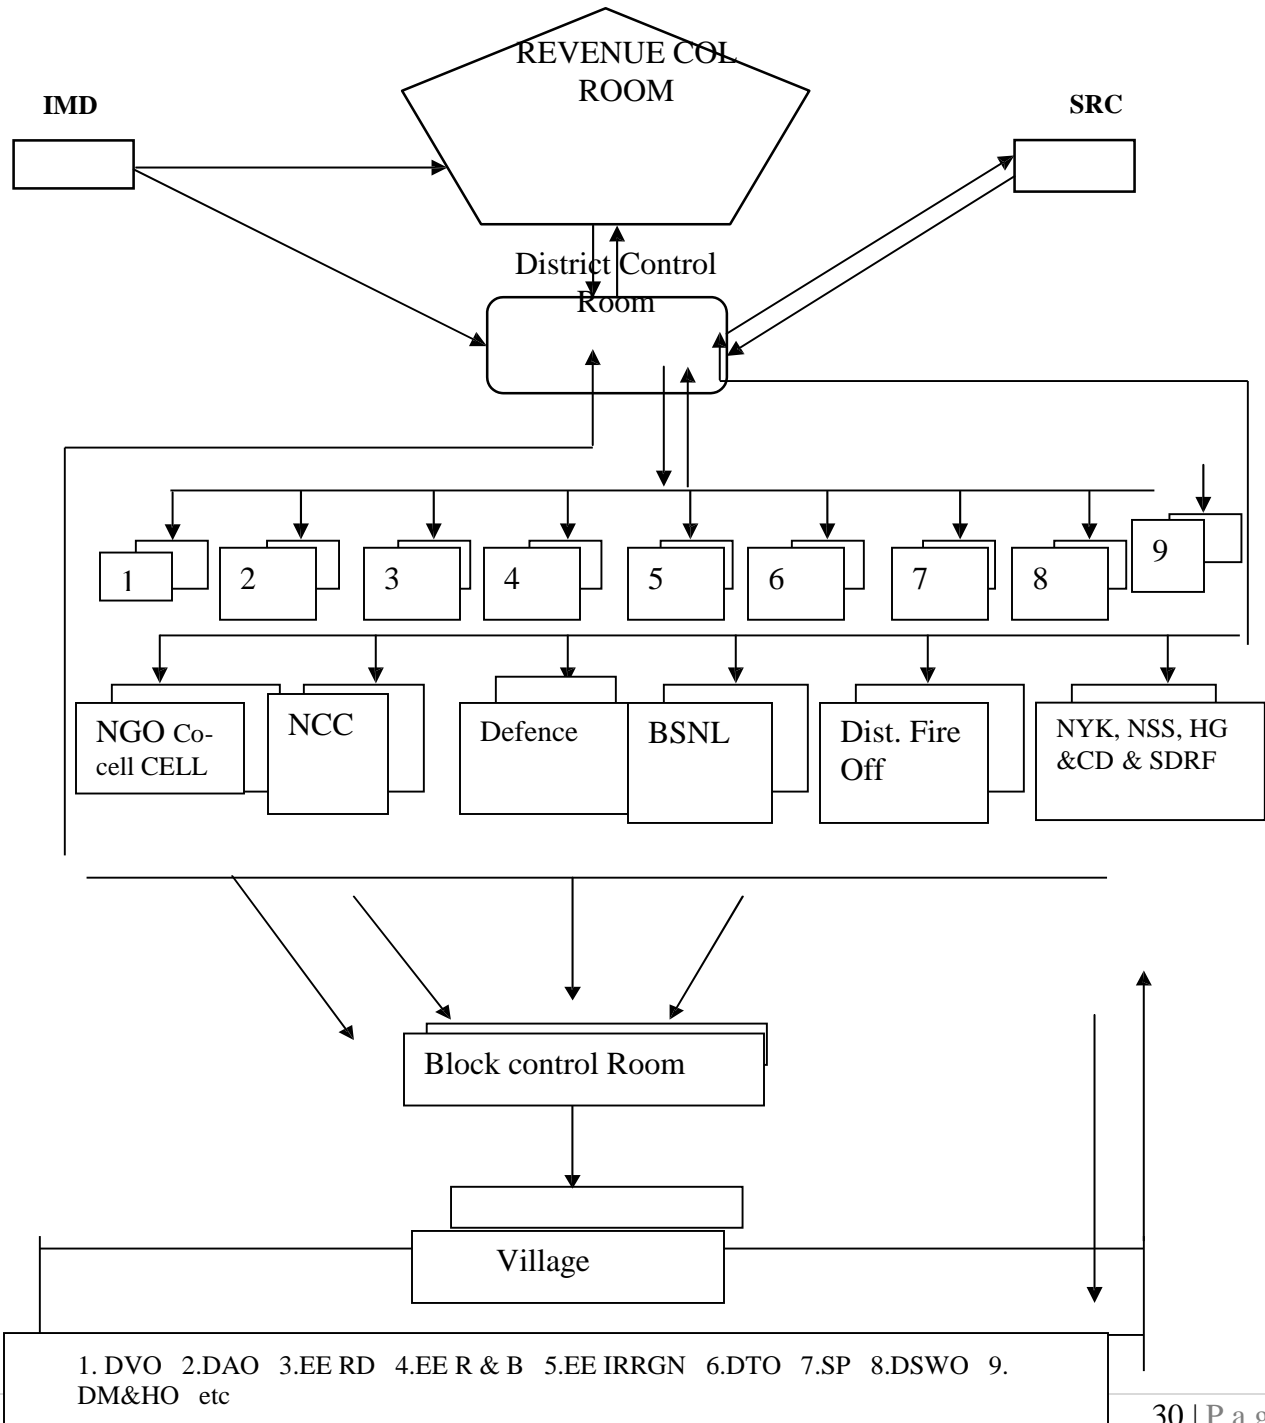 REVENUE COL
ROOM
IMD
SRC
District Control
Room
1
2
3
4
5
6
7
8
9
NGO Co-
cell CELL
NCC
Defence
BSNL
Dist. Fire
Off
NYK, NSS, HG
&CD & SDRF
Block control Room
Village
1. DVO 2.DAO 3.EE RD 4.EE R & B 5.EE IRRGN 6.DTO 7.SP 8.DSWO 9.
DM&HO etc
30 | P a g